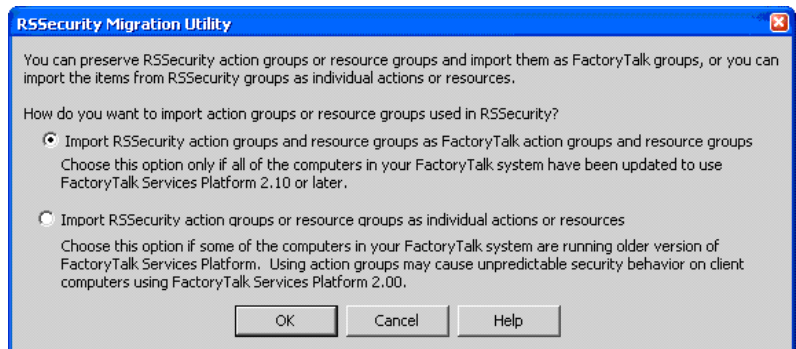 RSSecurity Migration Utility
You can preserve RSSecurity action groups or resource groups and import them as FactoryTalk groups, or you can
import the items from RSSecurity groups as individual actions or resources.
How do you want to import action groups or resource groups used in RSSecurity?
Import RSSecurity action groups and resource groups as FactoryTalk action groups and resource groups
Choose this option only if all of the computers in your FactoryTalk system have been updated to use
FactoryTalk Services Platform 2.10 or later.
Import RSSecurity action groups or resource groups as individual actions or resources
Choose this option if some of the computers in your FactoryTalk system are running older version of
FactoryTalk Services Platform. Using action groups may cause unpredictable security behavior on client
computers using FactoryTalk Services Platform 2.00.
OK Cancel Help